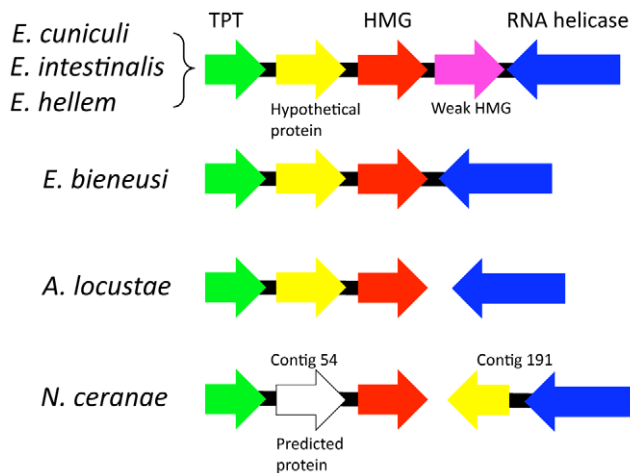 TPT HMG RNA helicase
E. cuniculi
E. intestinalis
E. hellem
Hypothetical
protein
Weak HMG
E. bieneusi
A. locustae
Contig 54 Contig 191
N. ceranae
Predicted
protein